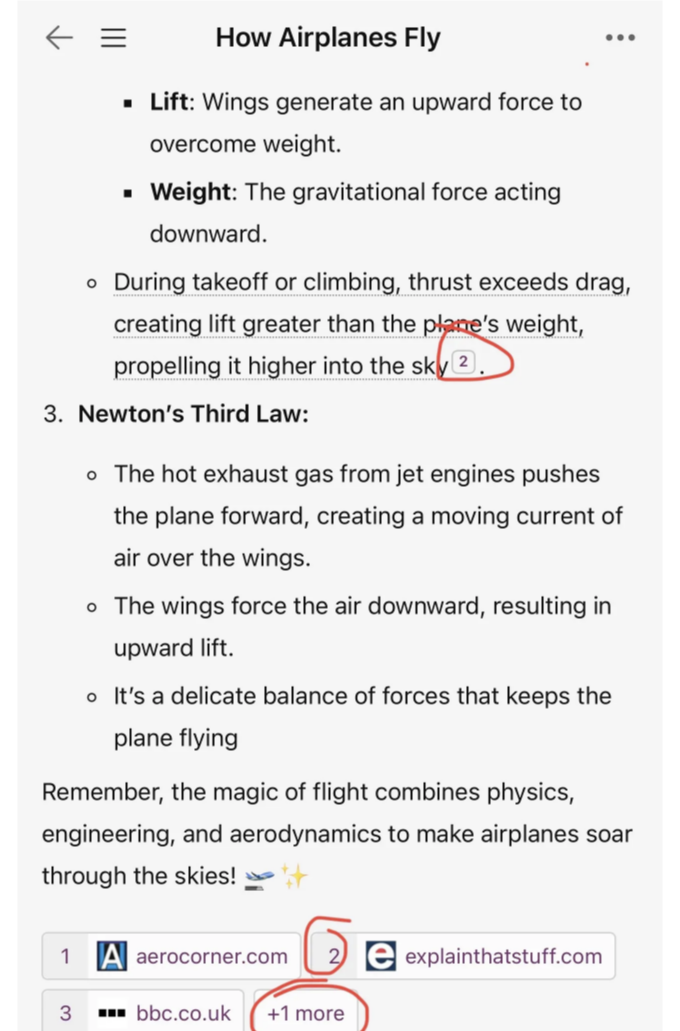 How Airplanes Fly
▪ Lift: Wings generate an upward force to
overcome weight.
▪ Weight: The gravitational force acting
downward.
○ During takeoff or climbing, thrust exceeds drag,
creating lift greater than the plane's weight,
propelling it higher into the sky 2 .
3. Newton's Third Law:
○ The hot exhaust gas from jet engines pushes
the plane forward, creating a moving current of
air over the wings.
○ The wings force the air downward, resulting in
upward lift.
○ It's a delicate balance of forces that keeps the
plane flying
Remember, the magic of flight combines physics,
engineering, and aerodynamics to make airplanes soar
through the skies! 🛫✨
1 A aerocorner.com 2 e explainthatstuff.com
3 bbc.co.uk +1 more